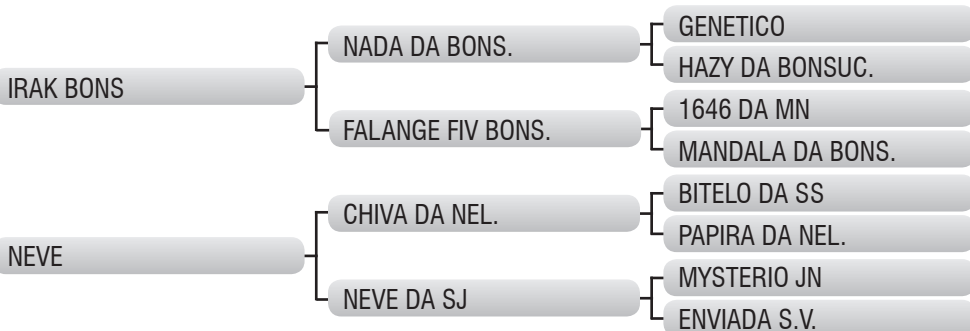 GENETICO
NADA DA BONS.
HAZY DA BONSUC.
IRAK BONS
1646 DA MN
FALANGE FIV BONS.
MANDALA DA BONS.
BITELO DA SS
CHIVA DA NEL.
PAPIRA DA NEL.
NEVE
MYSTERIO JN
NEVE DA SJ
ENVIADA S.V.